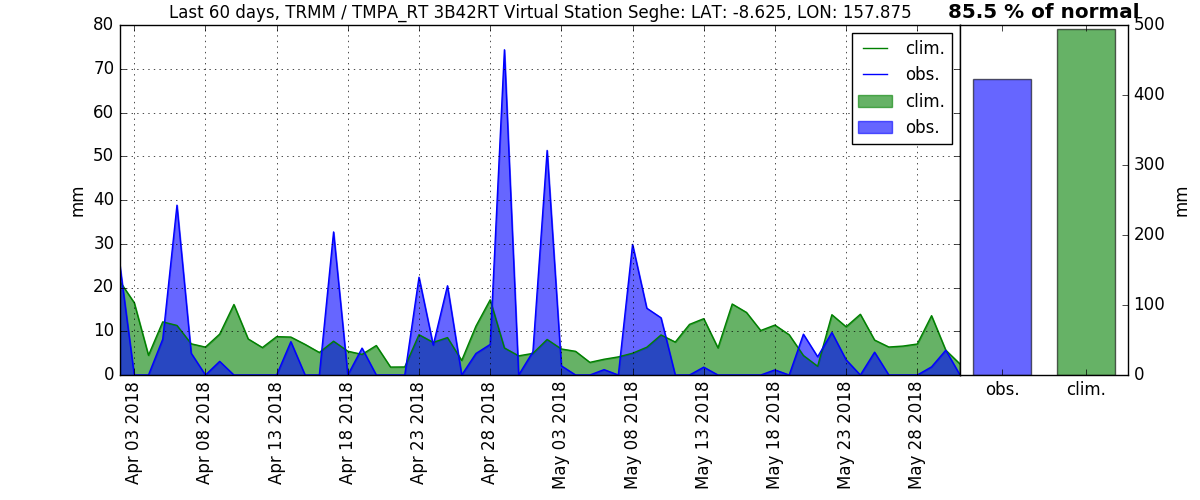 Last 60 days, TRMM / TMPA_RT 3B42RT Virtual Station Seghe: LAT: -8.625, LON: 157.875
85.5 % of normal
80
70
60
50
40
30
20
10
0
mm
clim.
obs.
clim.
obs.
500
400
300
200
100
0
mm
Apr 03 2018
Apr 08 2018
Apr 13 2018
Apr 18 2018
Apr 23 2018
Apr 28 2018
May 03 2018
May 08 2018
May 13 2018
May 18 2018
May 23 2018
May 28 2018
obs.
clim.